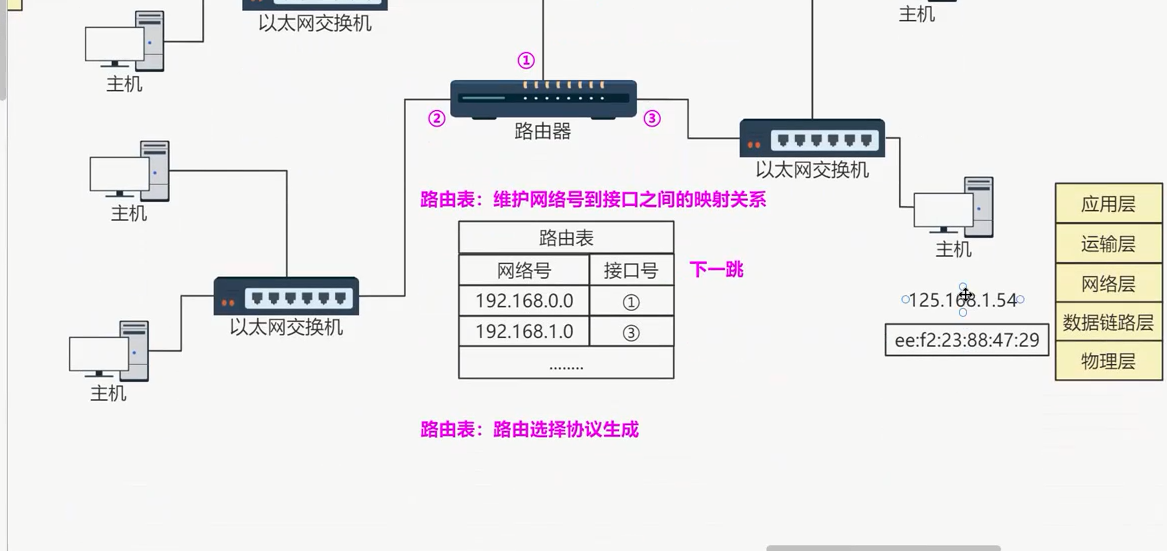 以太网交换机
主机
主机
①
②
③
路由器
以太网交换机
主机
主机
路由表：维护网络号到接口之间的映射关系
路由表
网络号 接口号
下一跳
192.168.0.0 ①
192.168.1.0 ③
........
以太网交换机
主机
125.168.1.54
ee:f2:23:88:47:29
应用层
运输层
网络层
数据链路层
物理层
路由表：路由选择协议生成